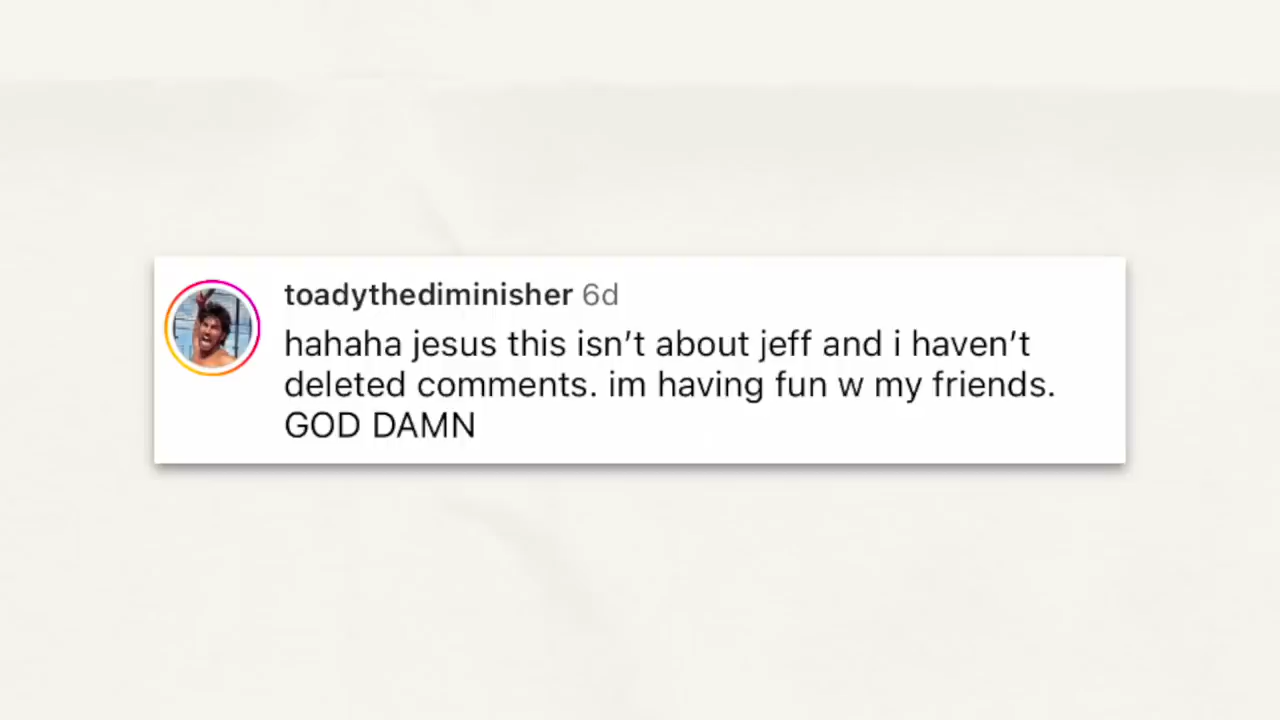 toadythediminisher 6d
hahaha jesus this isn’t about jeff and i haven’t
deleted comments. im having fun w my friends.
GOD DAMN